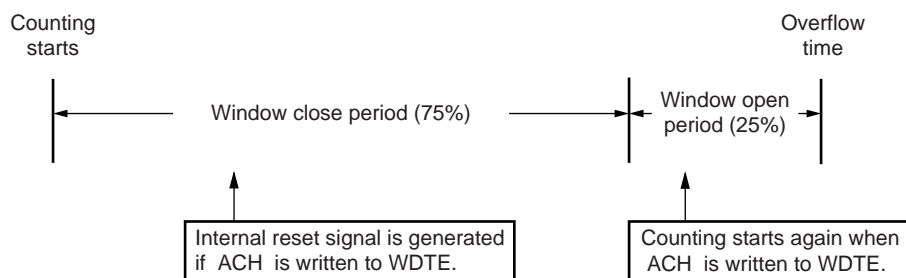 Counting
starts
Overflow
time
Window close period (75%)
Window open
period (25%)
Internal reset signal is generated
if ACH is written to WDTE.
Counting starts again when
ACH is written to WDTE.